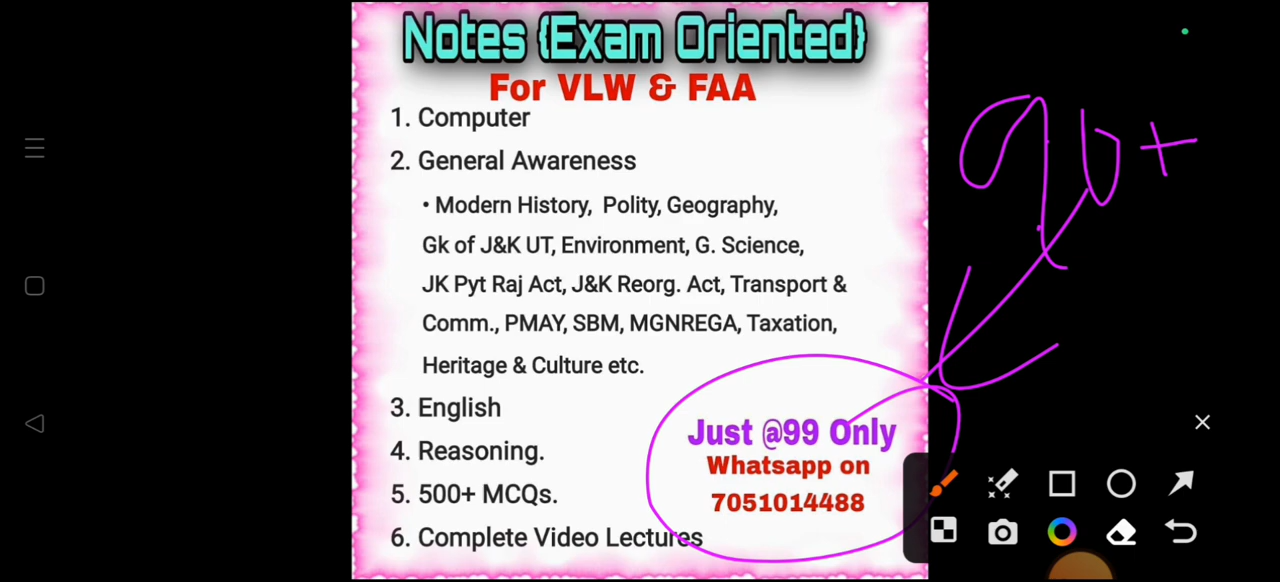 Notes {Exam Oriented}
For VLW & FAA
1. Computer
2. General Awareness
• Modern History, Polity, Geography,
Gk of J&K UT, Environment, G. Science,
JK Pyt Raj Act, J&K Reorg. Act, Transport &
Comm., PMAY, SBM, MGNREGA, Taxation,
Heritage & Culture etc.
3. English
4. Reasoning.
5. 500+ MCQs.
6. Complete Video Lectures
Just @99 Only
Whatsapp on
7051014488
90+